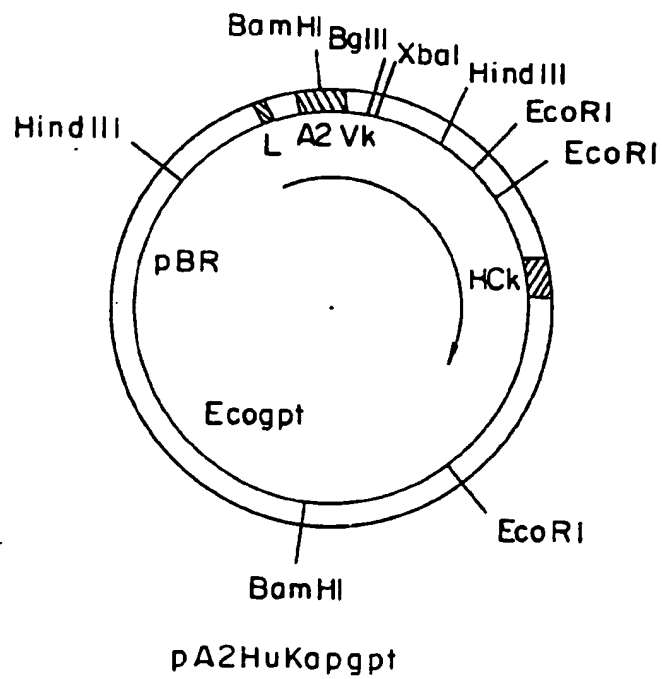 BamHI
BglII
XbaI
HindIII
EcoRI
EcoRI
HindIII
L
A2 Vk
pBR
HCk
Ecogpt
EcoRI
BamHI
pA2HuKapgpt